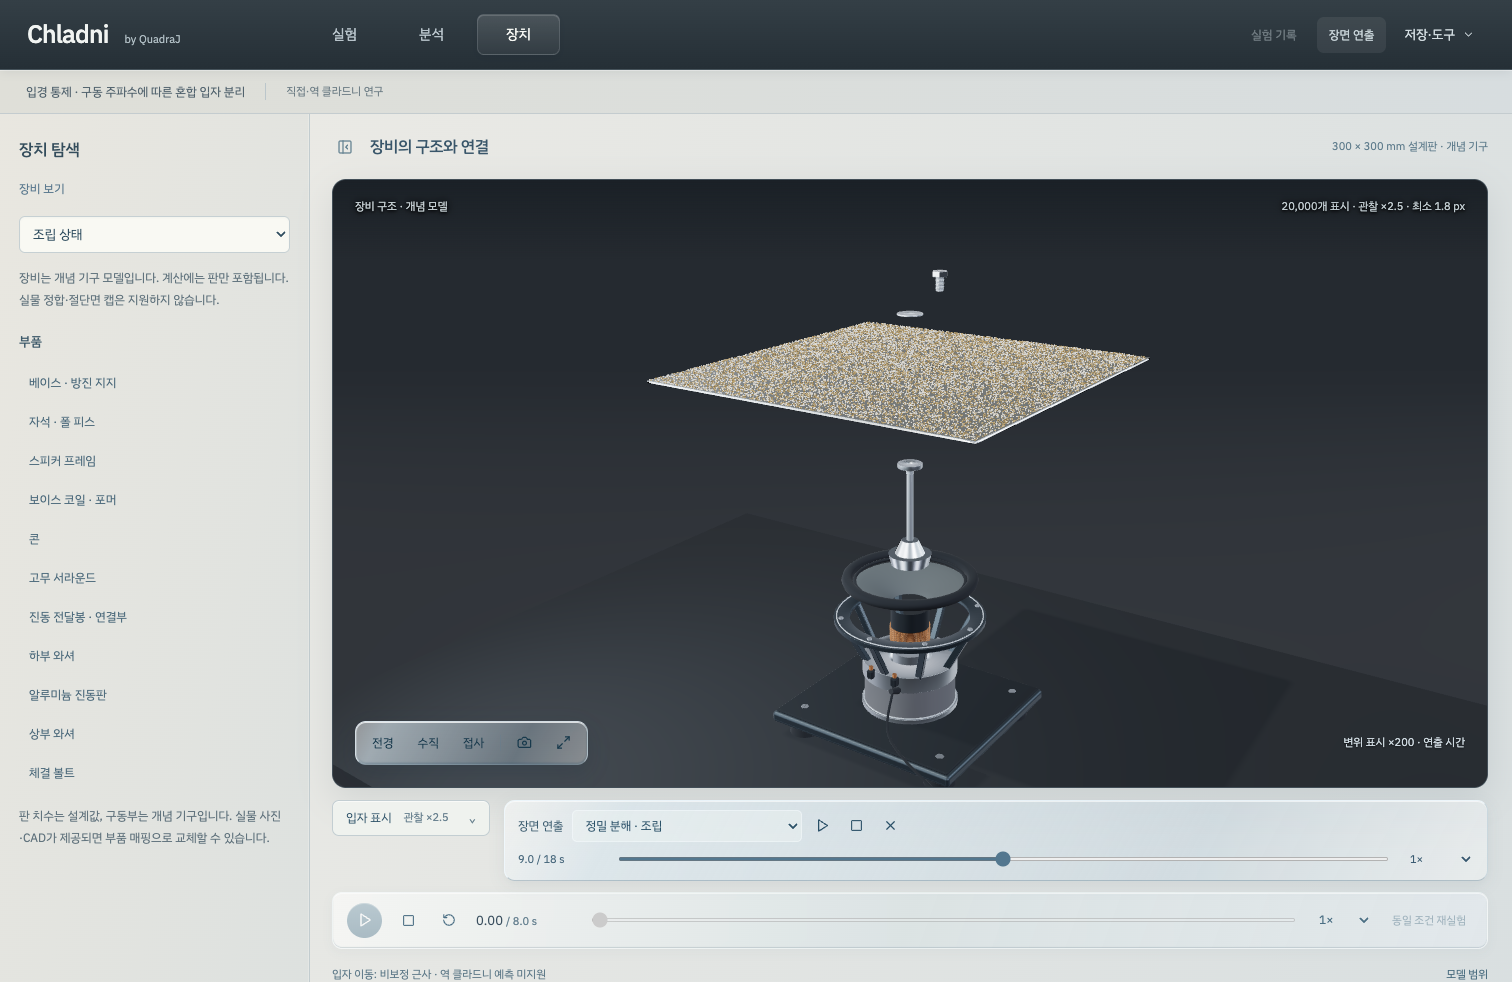 Chladni by QuadraJ
실험
분석
장치
실험 기록
장면 연출
저장·도구
입경 통제 · 구동 주파수에 따른 혼합 입자 분리
직접·역 클라드니 연구
장치 탐색
장비 보기
조립 상태
장비는 개념 기구 모델입니다. 계산에는 판만 포함됩니다.
실물 정합·절단면 캡은 지원하지 않습니다.
부품
베이스 · 방진 지지
자석 · 폴 피스
스피커 프레임
보이스 코일 · 포머
콘
고무 서라운드
진동 전달봉 · 연결부
하부 와셔
알루미늄 진동판
상부 와셔
체결 볼트
판 치수는 설계값, 구동부는 개념 기구입니다. 실물 사진
·CAD가 제공되면 부품 매핑으로 교체할 수 있습니다.
장비의 구조와 연결
300 × 300 mm 설계판 · 개념 기구
장비 구조 · 개념 모델
20,000개 표시 · 관찰 ×2.5 · 최소 1.8 px
전경
수직
접사
변위 표시 ×200 · 연출 시간
입자 표시 관찰 ×2.5
장면 연출
정밀 분해 · 조립
9.0 / 18 s
1×
0.00 / 8.0 s
1×
동일 조건 재실험
입자 이동: 비보정 근사 · 역 클라드니 예측 미지원
모델 범위